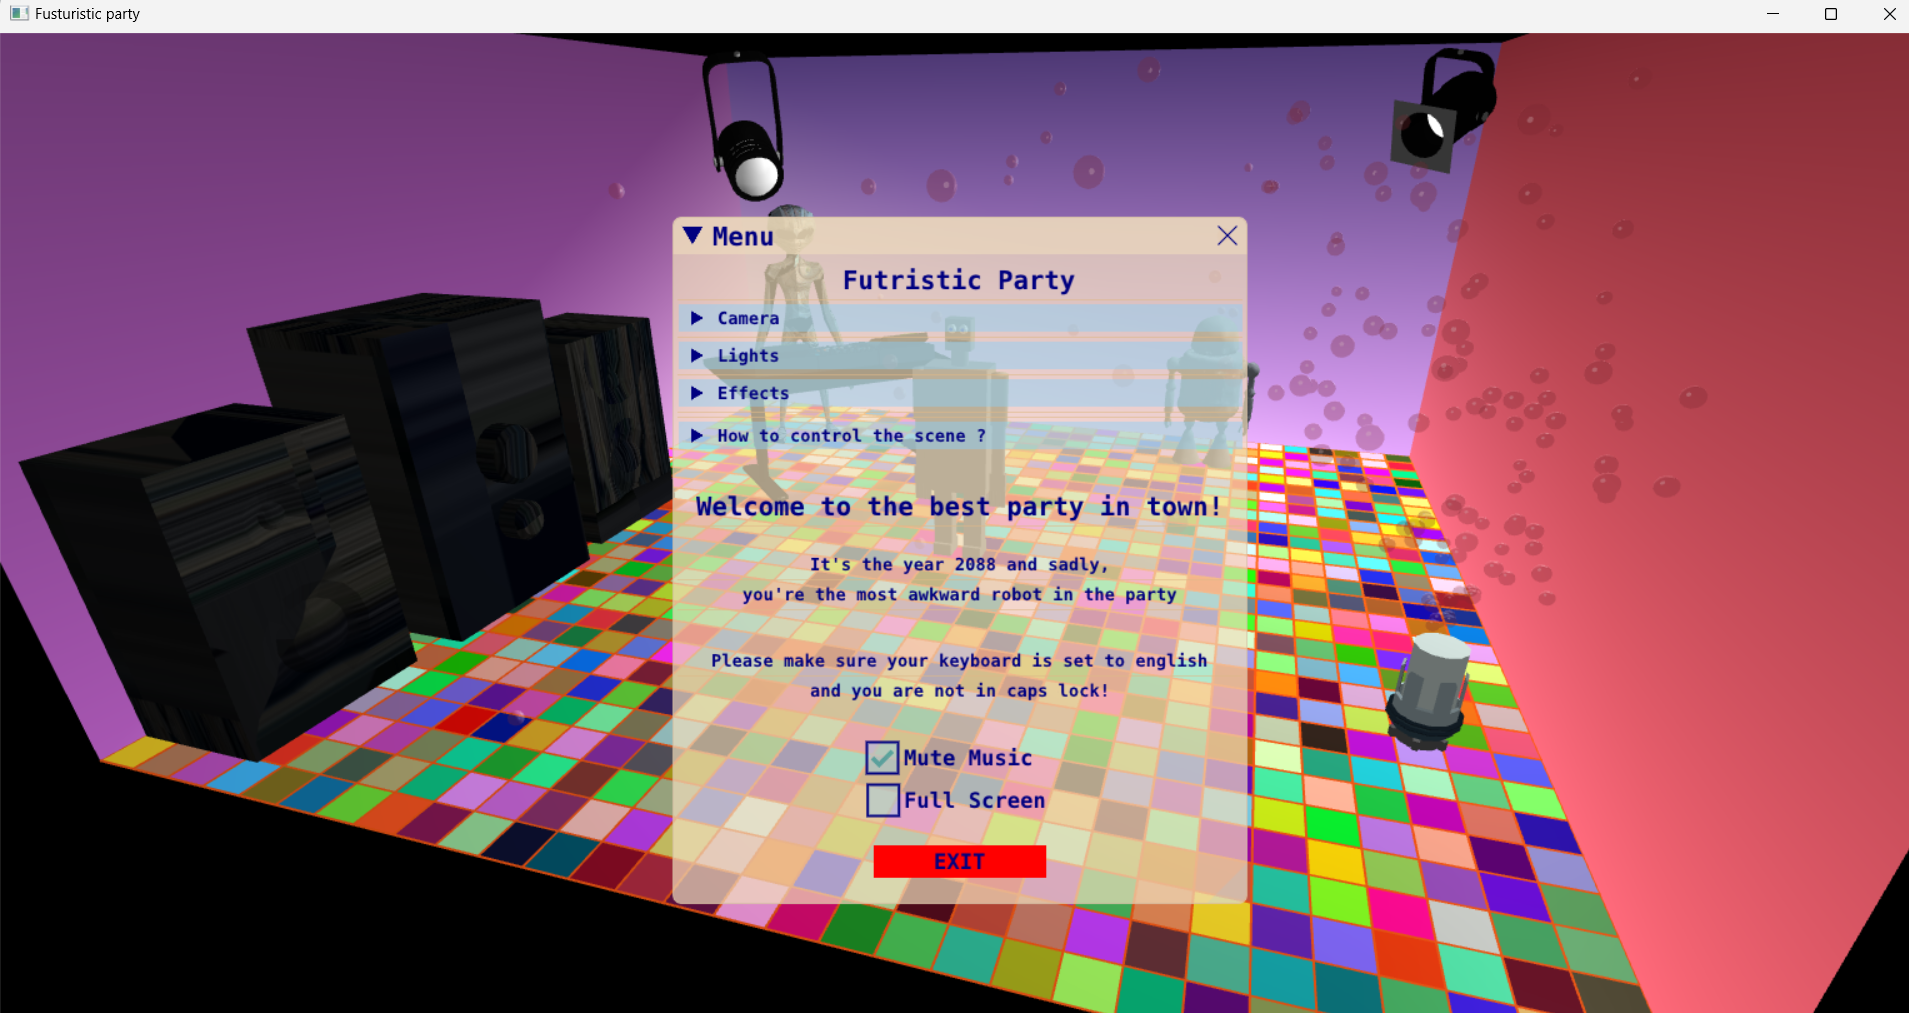 Fusturistic party
Menu
Futristic Party
Camera
Lights
Effects
How to control the scene ?
Welcome to the best party in town!
It's the year 2088 and sadly,
you're the most awkward robot in the party
Please make sure your keyboard is set to english
and you are not in caps lock!
Mute Music
Full Screen
EXIT